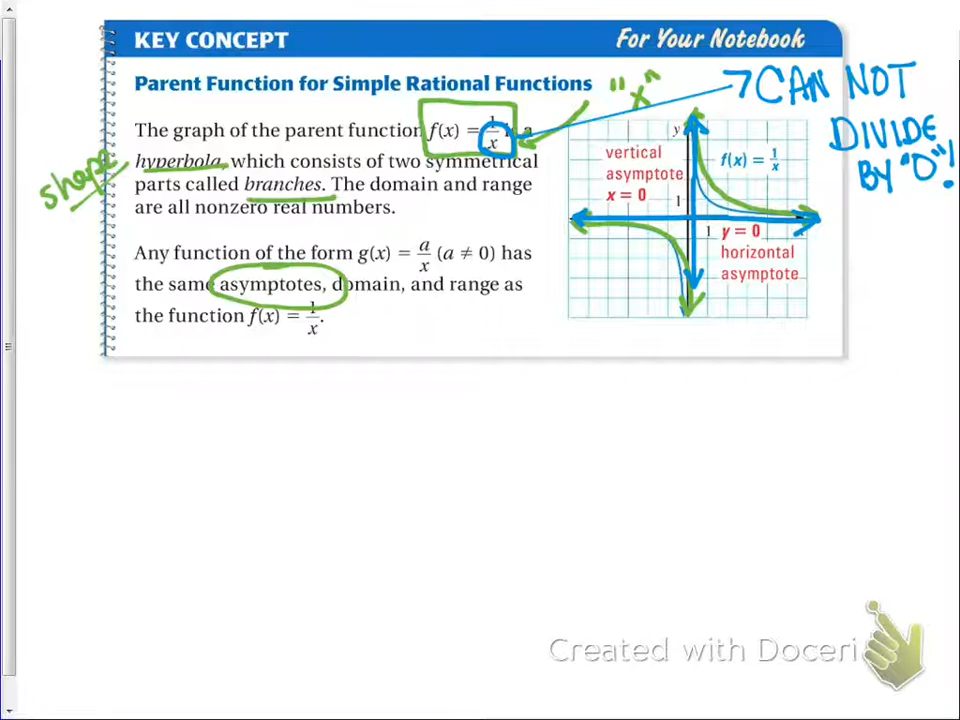 KEY CONCEPT For Your Notebook
Parent Function for Simple Rational Functions
"x"
CAN NOT
DIVIDE
BY "0"!
The graph of the parent function f(x) = 1/x is a
hyperbola, which consists of two symmetrical
parts called branches. The domain and range
are all nonzero real numbers.
shape
Any function of the form g(x) = a/x (a ≠ 0) has
the same asymptotes, domain, and range as
the function f(x) = 1/x.
y
vertical
asymptote
x = 0
f(x) = 1/x
1
1
y = 0
horizontal
asymptote
Created with Doceri